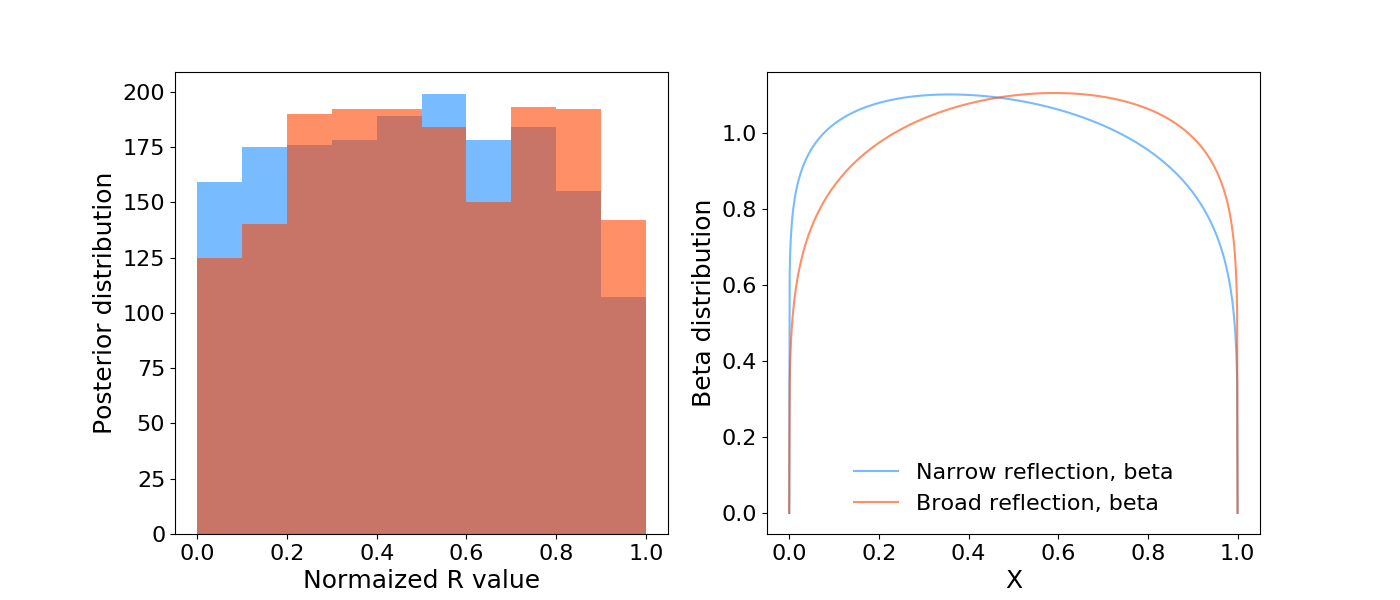 Posterior distribution
200
175
150
125
100
75
50
25
0
0.0 0.2 0.4 0.6 0.8 1.0
Normaized R value
Beta distribution
1.0
0.8
0.6
0.4
0.2
0.0
Narrow reflection, beta
Broad reflection, beta
0.0 0.2 0.4 0.6 0.8 1.0
X